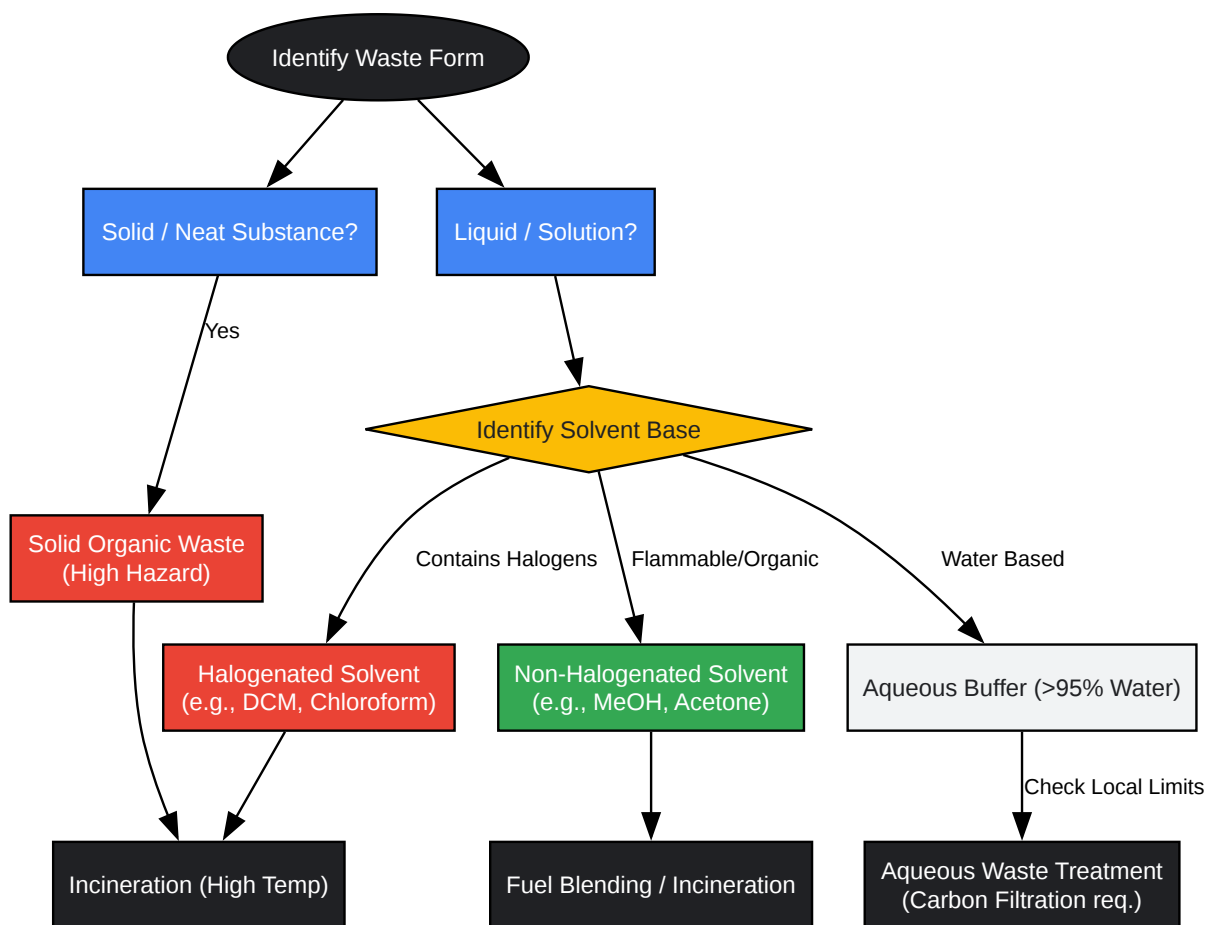 Identify Waste Form
Solid / Neat Substance?
Liquid / Solution?
Yes
Identify Solvent Base
Solid Organic Waste
(High Hazard)
Contains Halogens
Flammable/Organic
Water Based
Halogenated Solvent
(e.g., DCM, Chloroform)
Non-Halogenated Solvent
(e.g., MeOH, Acetone)
Aqueous Buffer (>95% Water)
Check Local Limits
Incineration (High Temp)
Fuel Blending / Incineration
Aqueous Waste Treatment
(Carbon Filtration req.)